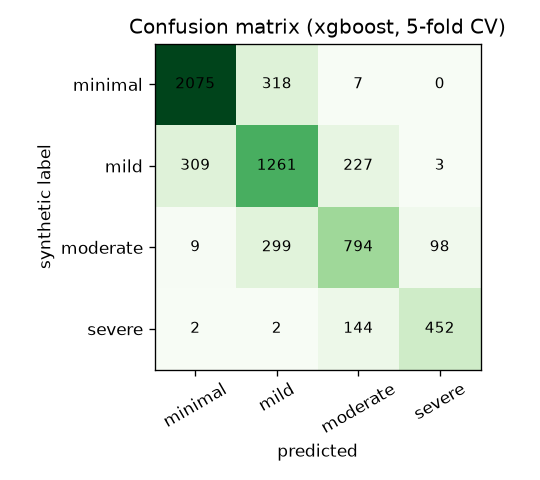 Confusion matrix (xgboost, 5-fold CV)
synthetic label
minimal 2075 318 7 0
mild 309 1261 227 3
moderate 9 299 794 98
severe 2 2 144 452
minimal mild moderate severe
predicted